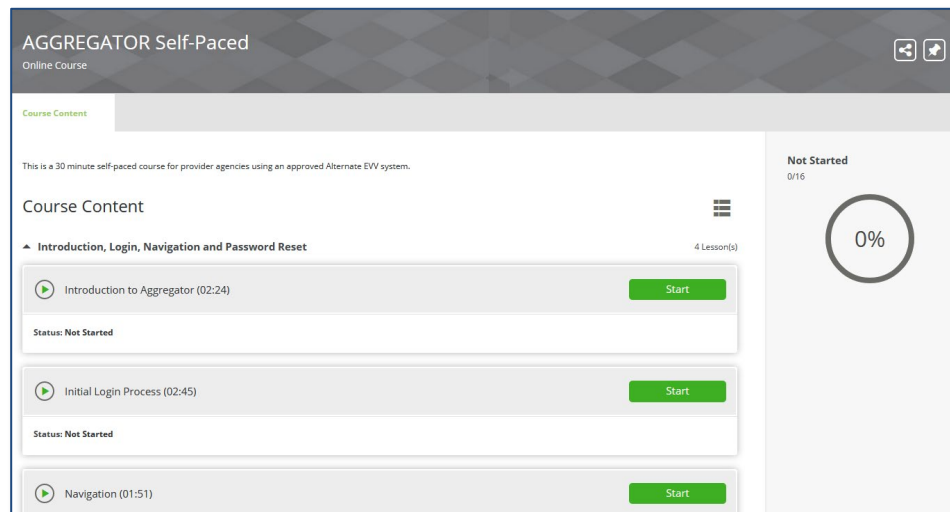 AGGREGATOR Self-Paced
Online Course
Course Content
This is a 30 minute self-paced course for provider agencies using an approved Alternate EVV system.
Not Started
0/16
0%
Course Content
Introduction, Login, Navigation and Password Reset
4 Lesson(s)
Introduction to Aggregator (02:24)
Start
Status: Not Started
Initial Login Process (02:45)
Start
Status: Not Started
Navigation (01:51)
Start